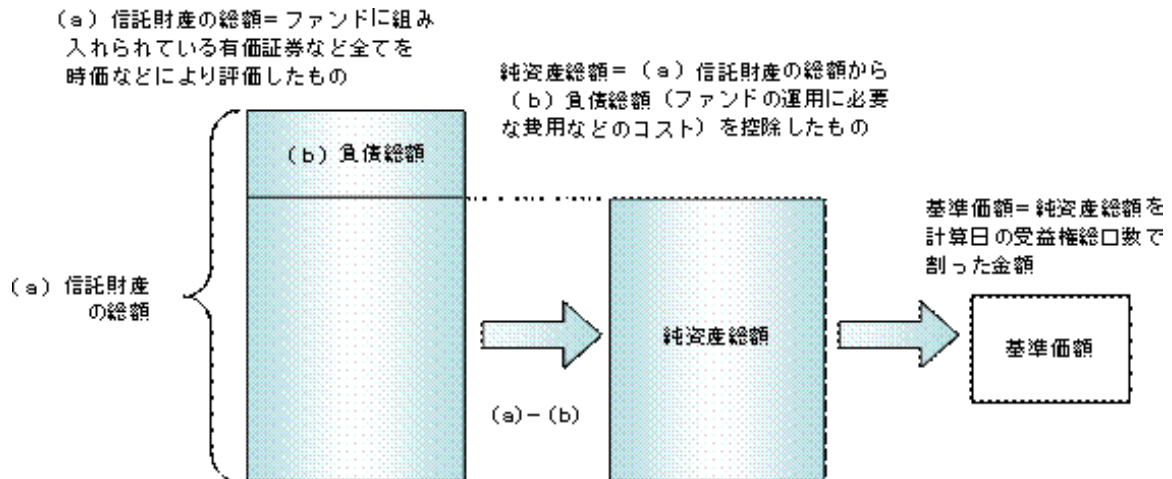 (a)信託財産の総額=ファンドに組み
入れられている有価証券など全てを
時価などにより評価したもの
純資産総額=(a)信託財産の総額から
(b)負債総額(ファンドの運用に必要
な費用などのコスト)を控除したもの
(b)負債総額
基準価額=純資産総額を
計算日の受益権総口数で
割った金額
(a)信託財産
の総額
純資産総額
基準価額
(a)-(b)